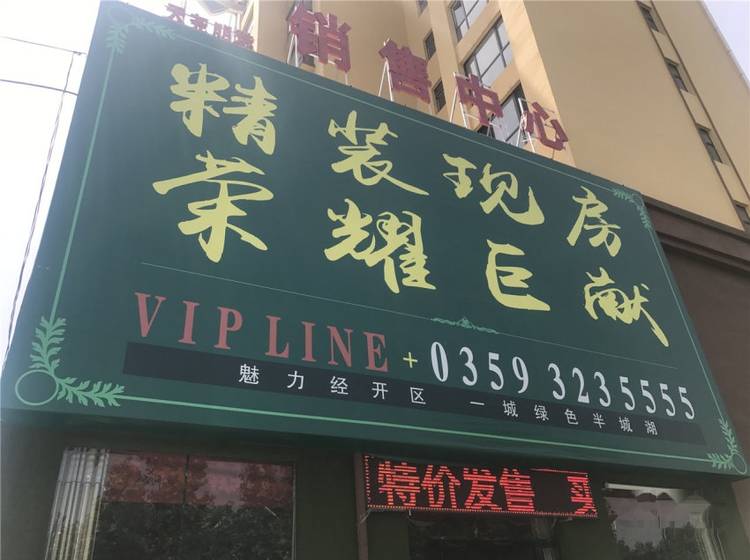 销售中心
精装现房
荣耀巨献
VIP LINE + 0359 3235555
魅力经开区 一城绿色半城湖
特价发售 买